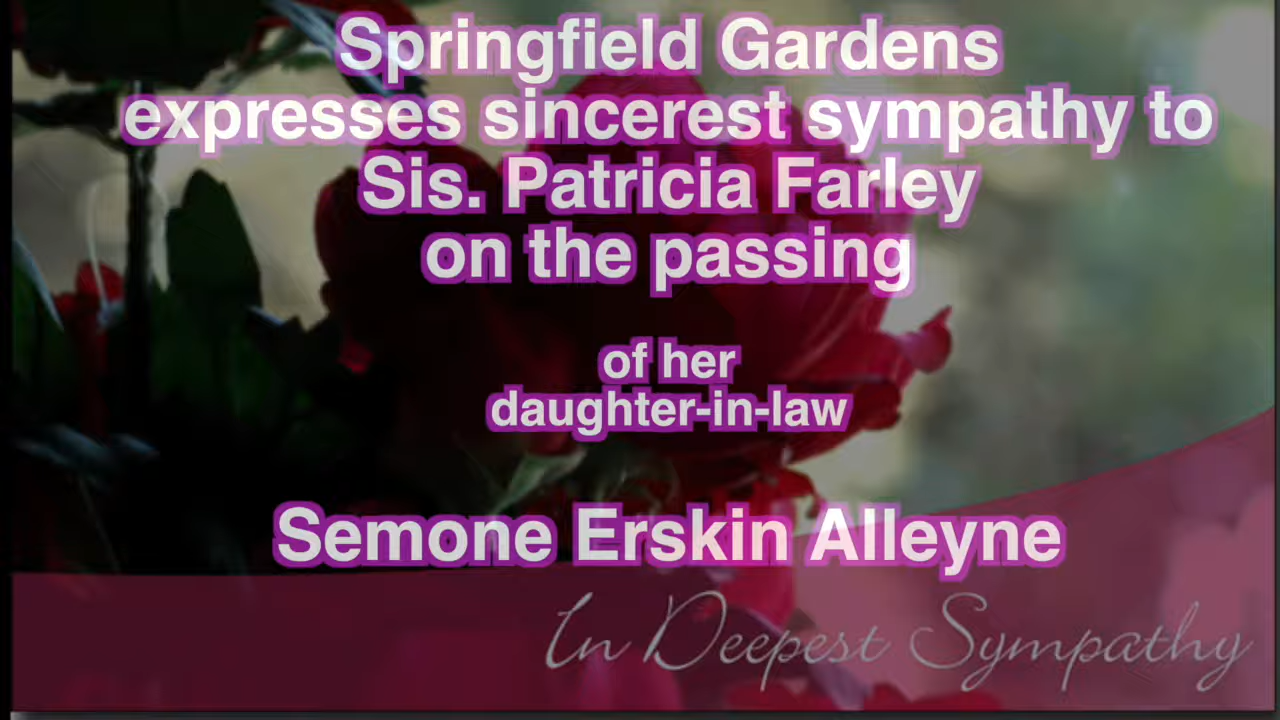 Springfield Gardens
expresses sincerest sympathy to
Sis. Patricia Farley
on the passing
of her
daughter-in-law
Semone Erskin Alleyne
In Deepest Sympathy